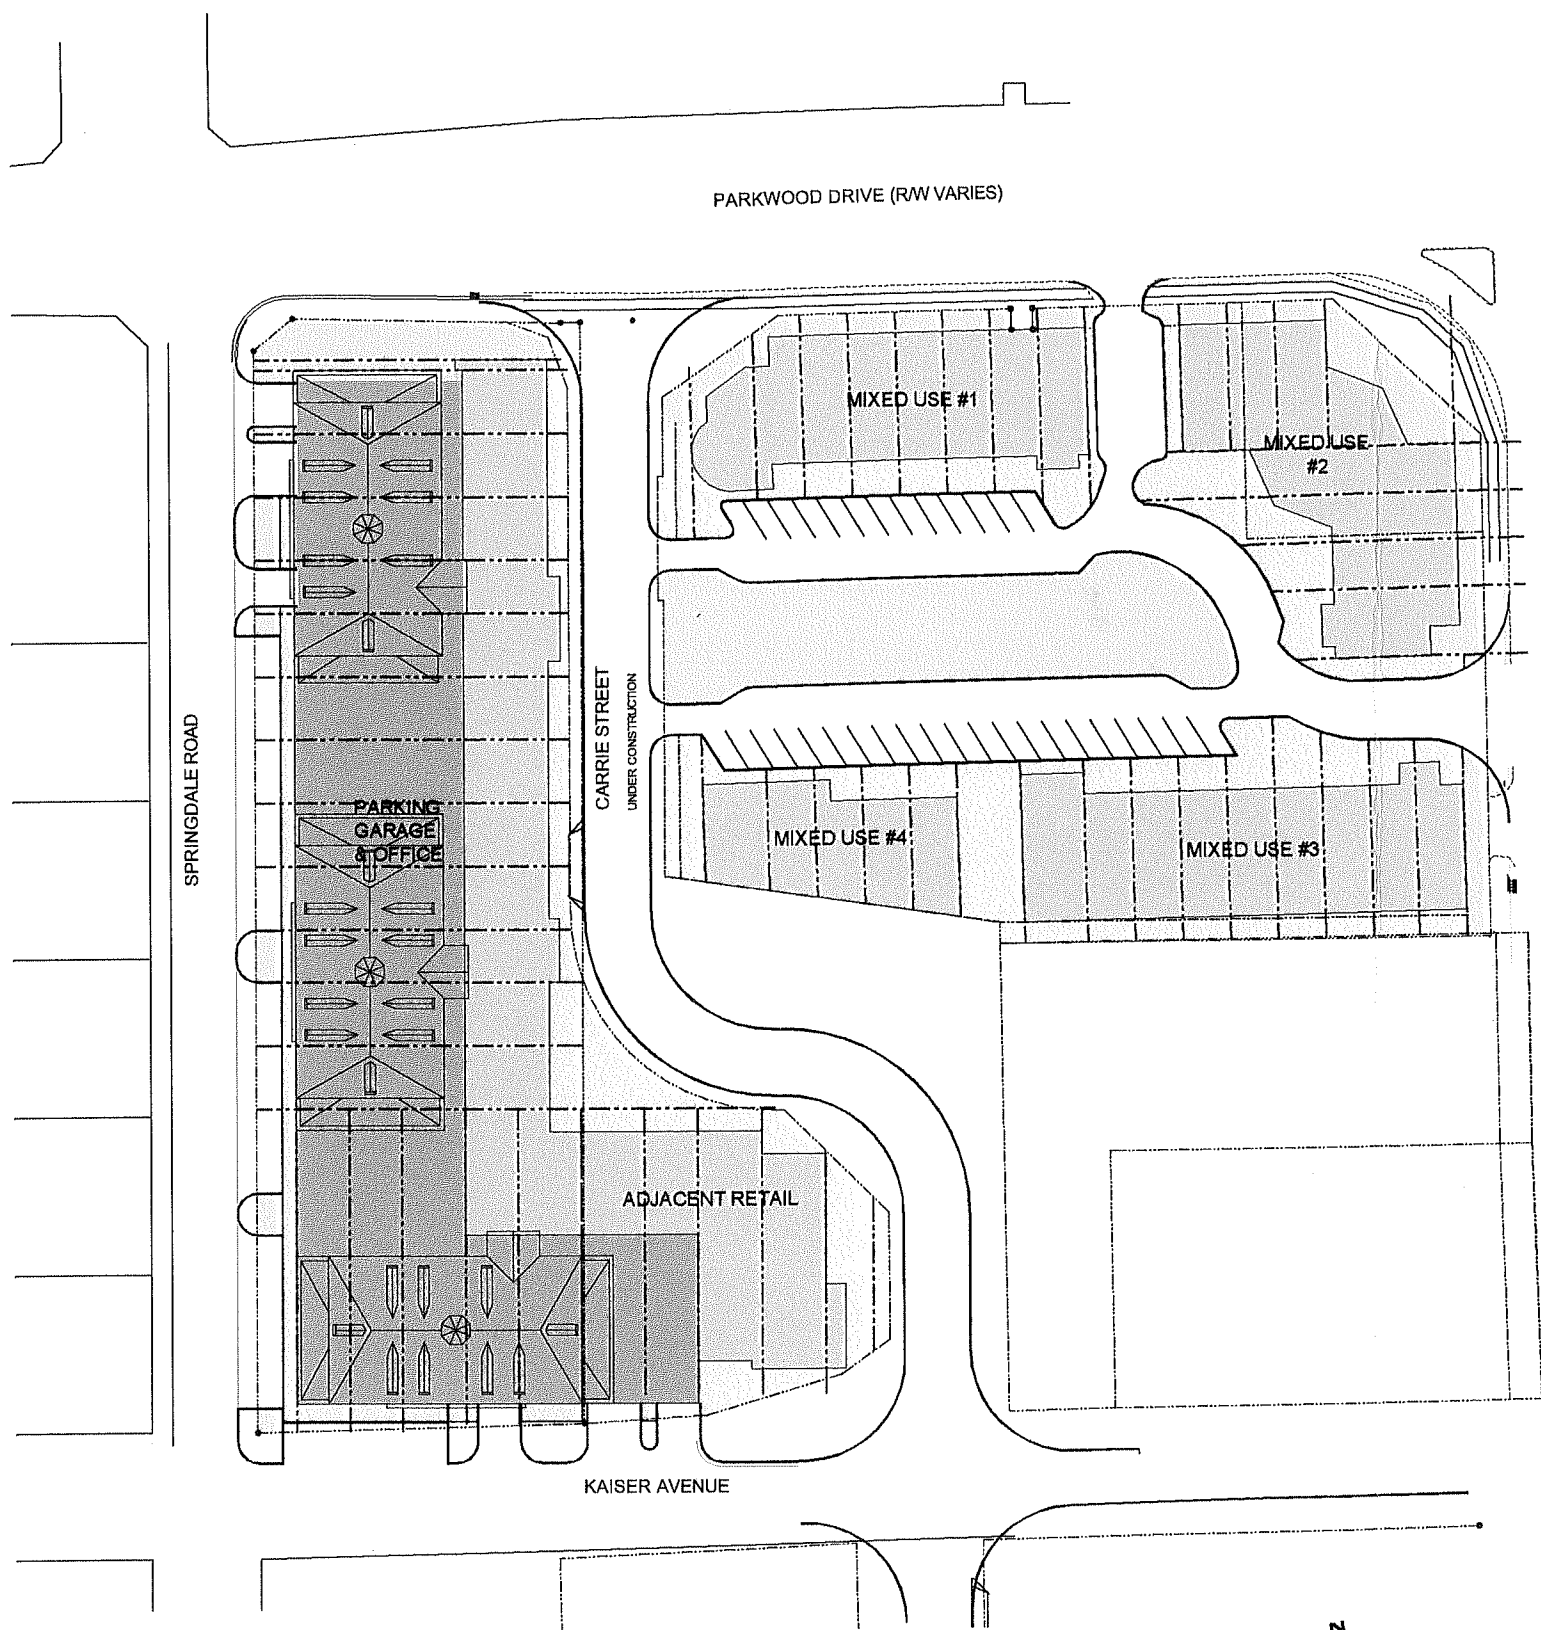 PARKWOOD DRIVE (R/W VARIES)
MIXED USE #1
MIXED USE
#2
SPRINGDALE ROAD
CARRIE STREET
UNDER CONSTRUCTION
PARKING
GARAGE
& OFFICE
MIXED USE #4
MIXED USE #3
ADJACENT RETAIL
KAISER AVENUE
Z